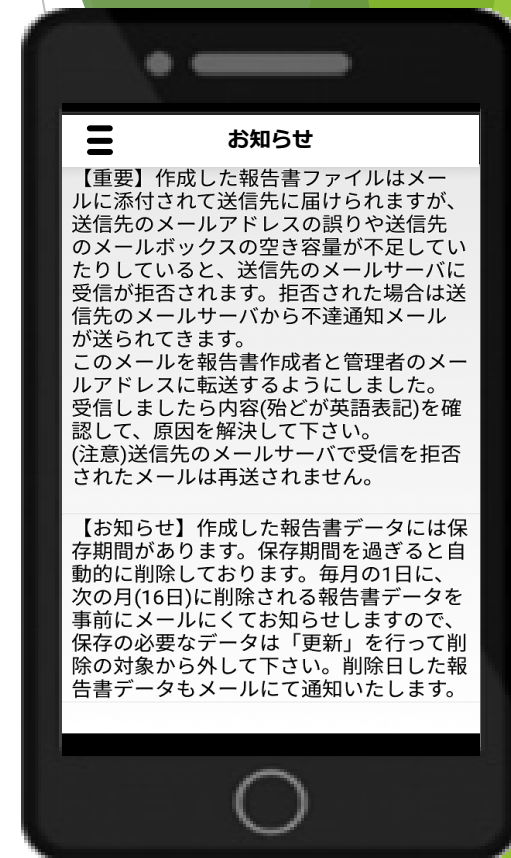 お知らせ
【重要】作成した報告書ファイルはメー
ルに添付されて送信先に届けられますが、
送信先のメールアドレスの誤りや送信先
のメールボックスの空き容量が不足してい
たりしていると、送信先のメールサーバに
受信が拒否されます。拒否された場合は送
信先のメールサーバから不達通知メール
が送られてきます。
このメールを報告書作成者と管理者のメー
ルアドレスに転送するようにしました。
受信しましたら内容(殆どが英語表記)を確
認して、原因を解決して下さい。
(注意)送信先のメールサーバで受信を拒否
されたメールは再送されません。
【お知らせ】作成した報告書データには保
存期間があります。保存期間を過ぎると自
動的に削除しております。毎月の1日に、
次の月(16日)に削除される報告書データを
事前にメールにくてお知らせしますので、
保存の必要なデータは「更新」を行って削
除の対象から外して下さい。削除日した報
告書データもメールにて通知いたします。